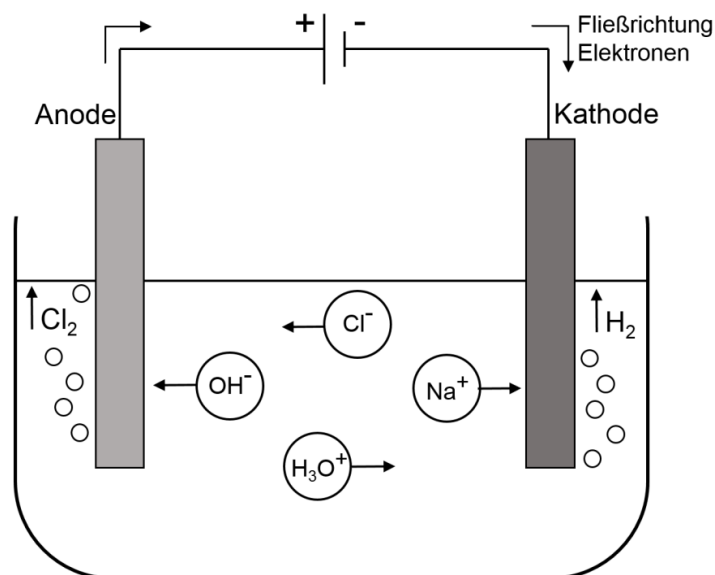 + -
Fließrichtung
Elektronen
Anode
Kathode
Cl₂
Cl⁻
H₂
OH⁻
Na⁺
H₃O⁺